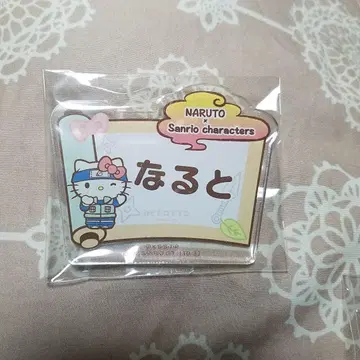 NARUTO
×
Sanrio characters
なると